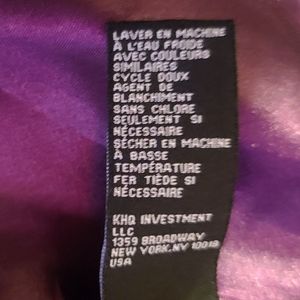 LAVER EN MACHINE
À L'EAU FROIDE
AVEC COULEURS
SIMILAIRES
CYCLE DOUX
AGENT DE
BLANCHIMENT
SANS CHLORE
SEULEMENT SI
NÉCESSAIRE
SÉCHER EN MACHINE
À BASSE
TEMPÉRATURE
FER TIÈDE SI
NÉCESSAIRE
KHQ INVESTMENT
LLC
1359 BROADWAY
NEW YORK, NY 10018
USA